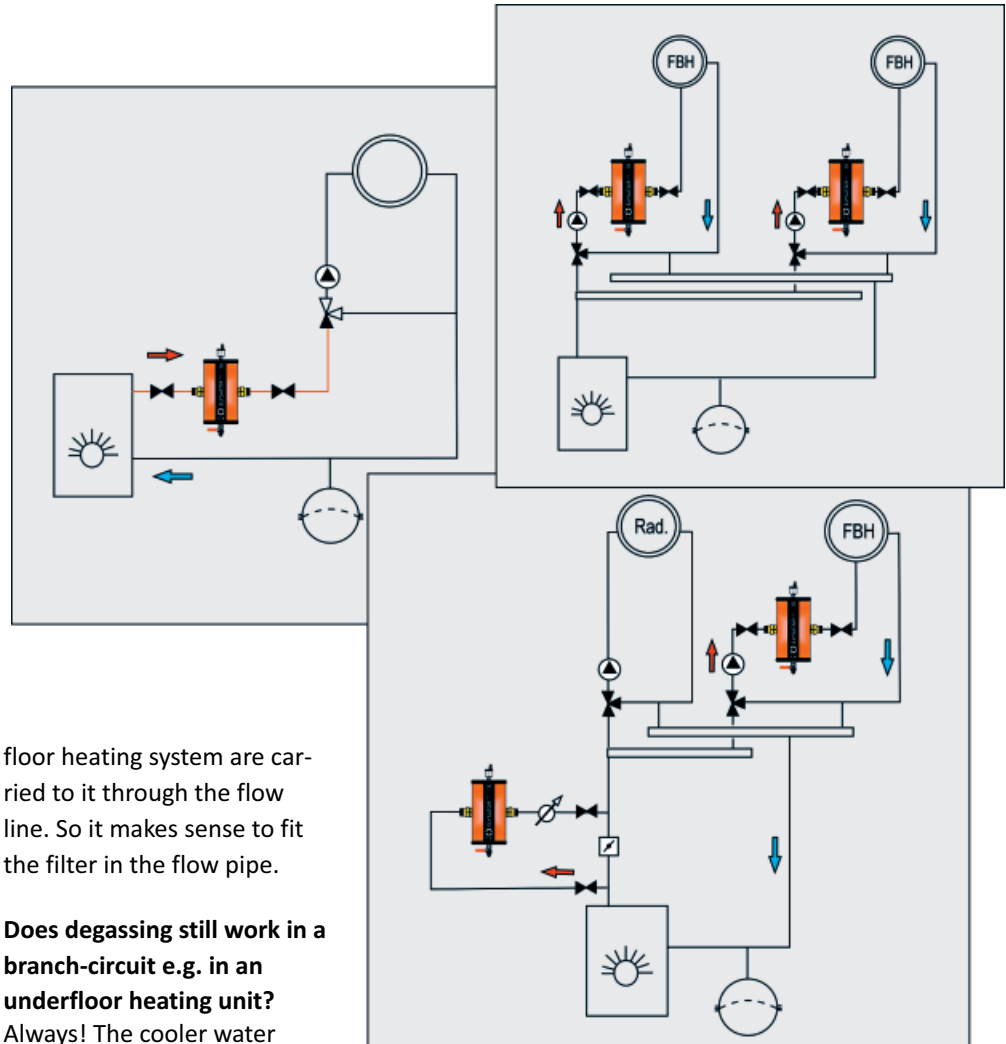 FBH
FBH
Rad.
FBH
floor heating system are car-
ried to it through the flow
line. So it makes sense to fit
the filter in the flow pipe.
Does degassing still work in a
branch-circuit e.g. in an
underfloor heating unit?
Always! The cooler water